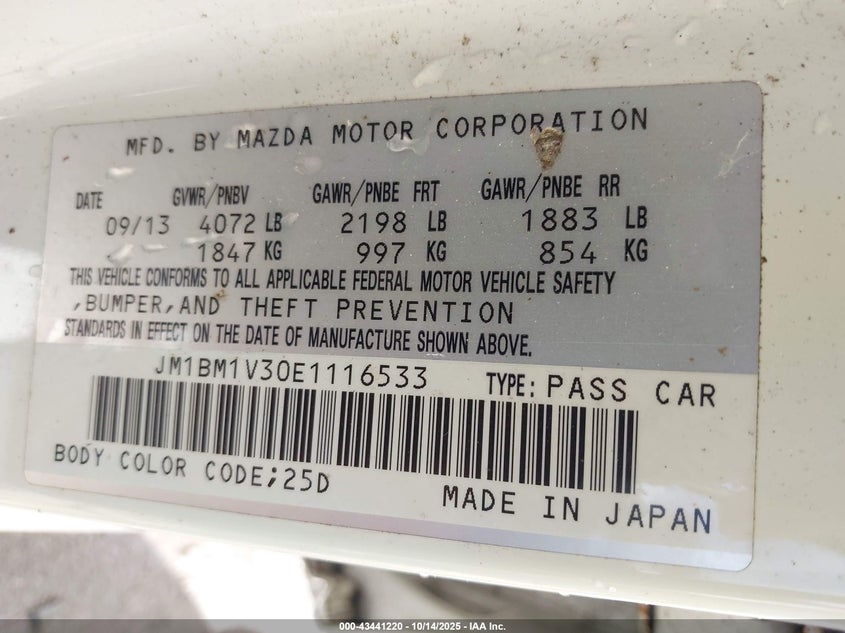 MFD. BY MAZDA MOTOR CORPORATION
DATE GVWR/PNBV GAWR/PNBE FRT GAWR/PNBE RR
09/13 4072 LB 2198 LB 1883 LB
1847 KG 997 KG 854 KG
THIS VEHICLE CONFORMS TO ALL APPLICABLE FEDERAL MOTOR VEHICLE SAFETY
,BUMPER,AND THEFT PREVENTION
STANDARDS IN EFFECT ON THE DATE OF MANUFACTURE SHOWN ABOVE.
JM1BM1V30E1116533 TYPE: PASS CAR
BODY COLOR CODE;25D MADE IN JAPAN
000-43441220 - 10/14/2025 - IAA Inc.